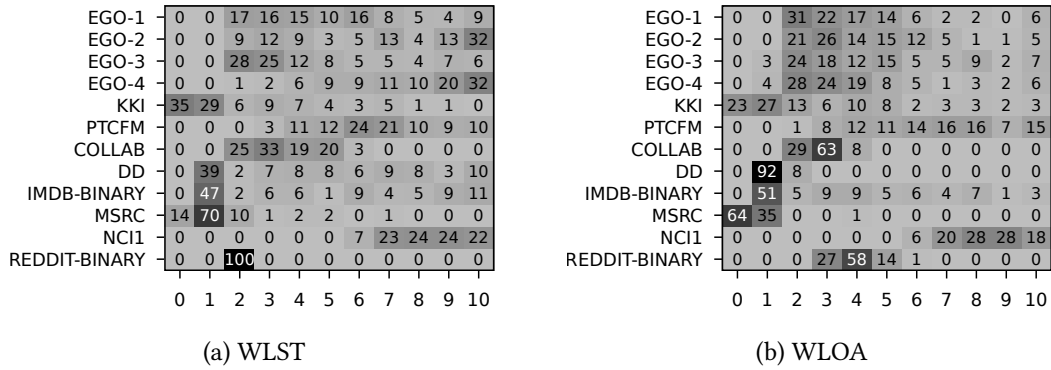 EGO-1 0 0 17 16 15 10 16 8 5 4 9
EGO-2 0 0 9 12 9 3 5 13 4 13 32
EGO-3 0 0 28 25 12 8 5 5 4 7 6
EGO-4 0 0 1 2 6 9 9 11 10 20 32
KKI 35 29 6 9 7 4 3 5 1 1 0
PTCFM 0 0 0 3 11 12 24 21 10 9 10
COLLAB 0 0 25 33 19 20 3 0 0 0 0
DD 0 39 2 7 8 8 6 9 8 3 10
IMDB-BINARY 0 47 2 6 6 1 9 4 5 9 11
MSRC 14 70 10 1 2 2 0 1 0 0 0
NCI1 0 0 0 0 0 0 7 23 24 24 22
REDDIT-BINARY 0 0 100 0 0 0 0 0 0 0 0
0 1 2 3 4 5 6 7 8 9 10
(a) WLST
EGO-1 0 0 31 22 17 14 6 2 2 0 6
EGO-2 0 0 21 26 14 15 12 5 1 1 5
EGO-3 0 3 24 18 12 15 5 5 9 2 7
EGO-4 0 4 28 24 19 8 5 1 3 2 6
KKI 23 27 13 6 10 8 2 3 3 2 3
PTCFM 0 0 1 8 12 11 14 16 16 7 15
COLLAB 0 0 29 63 8 0 0 0 0 0 0
DD 0 92 8 0 0 0 0 0 0 0 0
IMDB-BINARY 0 51 5 9 9 5 6 4 7 1 3
MSRC 64 35 0 0 1 0 0 0 0 0 0
NCI1 0 0 0 0 0 0 6 20 28 28 18
REDDIT-BINARY 0 0 0 27 58 14 1 0 0 0 0
0 1 2 3 4 5 6 7 8 9 10
(b) WLOA